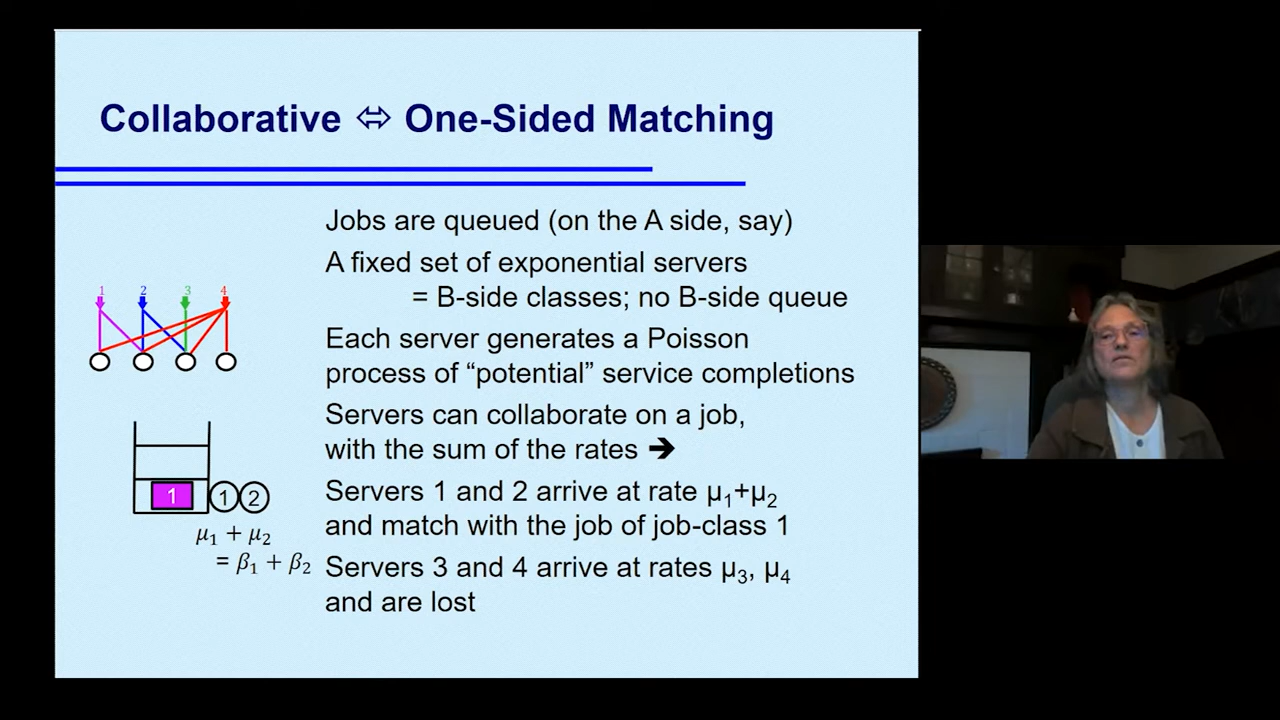 Collaborative ⬄ One-Sided Matching
Jobs are queued (on the A side, say)
A fixed set of exponential servers
= B-side classes; no B-side queue
Each server generates a Poisson
process of “potential” service completions
Servers can collaborate on a job,
with the sum of the rates ➔
Servers 1 and 2 arrive at rate μ₁+μ₂
and match with the job of job-class 1
Servers 3 and 4 arrive at rates μ₃, μ₄
and are lost
1 2 3 4
1 1 2
μ₁ + μ₂
= β₁ + β₂